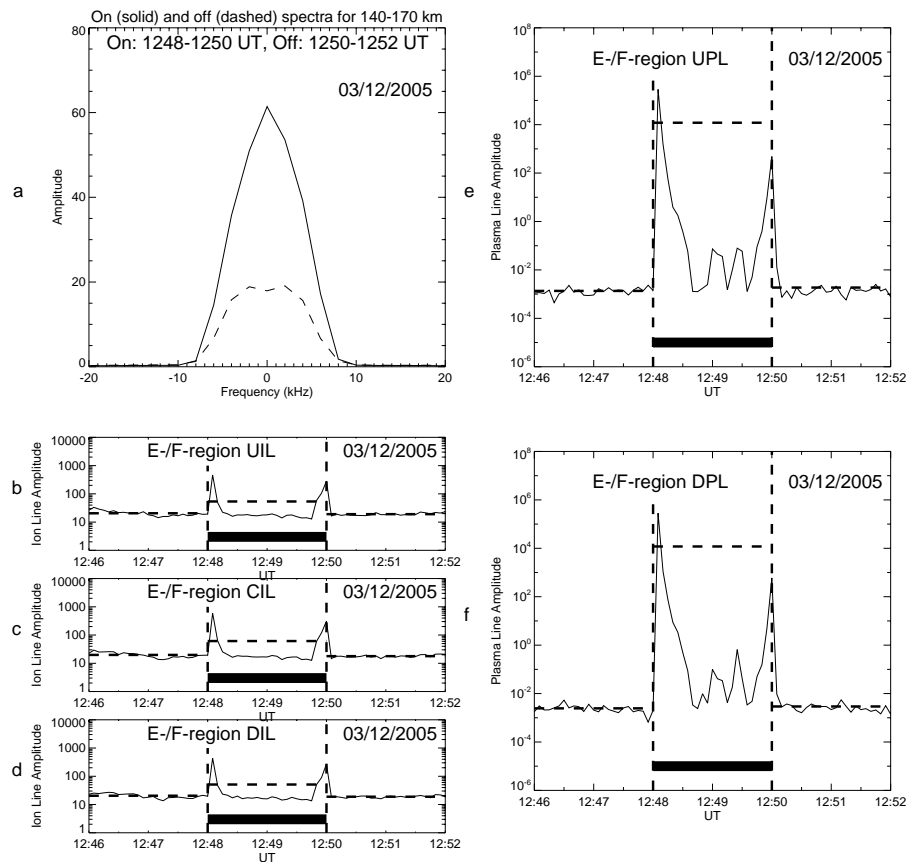 On (solid) and off (dashed) spectra for 140-170 km
On: 1248-1250 UT, Off: 1250-1252 UT
03/12/2005
80
60
40
20
0
Amplitude
-20 -10 0 10 20
Frequency (kHz)
a
b
E-/F-region UIL 03/12/2005
10000
1000
100
10
1
Ion Line Amplitude
12:46 12:47 12:48 12:49 12:50 12:51 12:52
UT
c
E-/F-region CIL 03/12/2005
10000
1000
100
10
1
Ion Line Amplitude
12:46 12:47 12:48 12:49 12:50 12:51 12:52
UT
d
E-/F-region DIL 03/12/2005
10000
1000
100
10
1
Ion Line Amplitude
12:46 12:47 12:48 12:49 12:50 12:51 12:52
UT
e
E-/F-region UPL 03/12/2005
10^8
10^6
10^4
10^2
10^0
10^-2
10^-4
10^-6
Plasma Line Amplitude
12:46 12:47 12:48 12:49 12:50 12:51 12:52
UT
f
E-/F-region DPL 03/12/2005
10^8
10^6
10^4
10^2
10^0
10^-2
10^-4
10^-6
Plasma Line Amplitude
12:46 12:47 12:48 12:49 12:50 12:51 12:52
UT